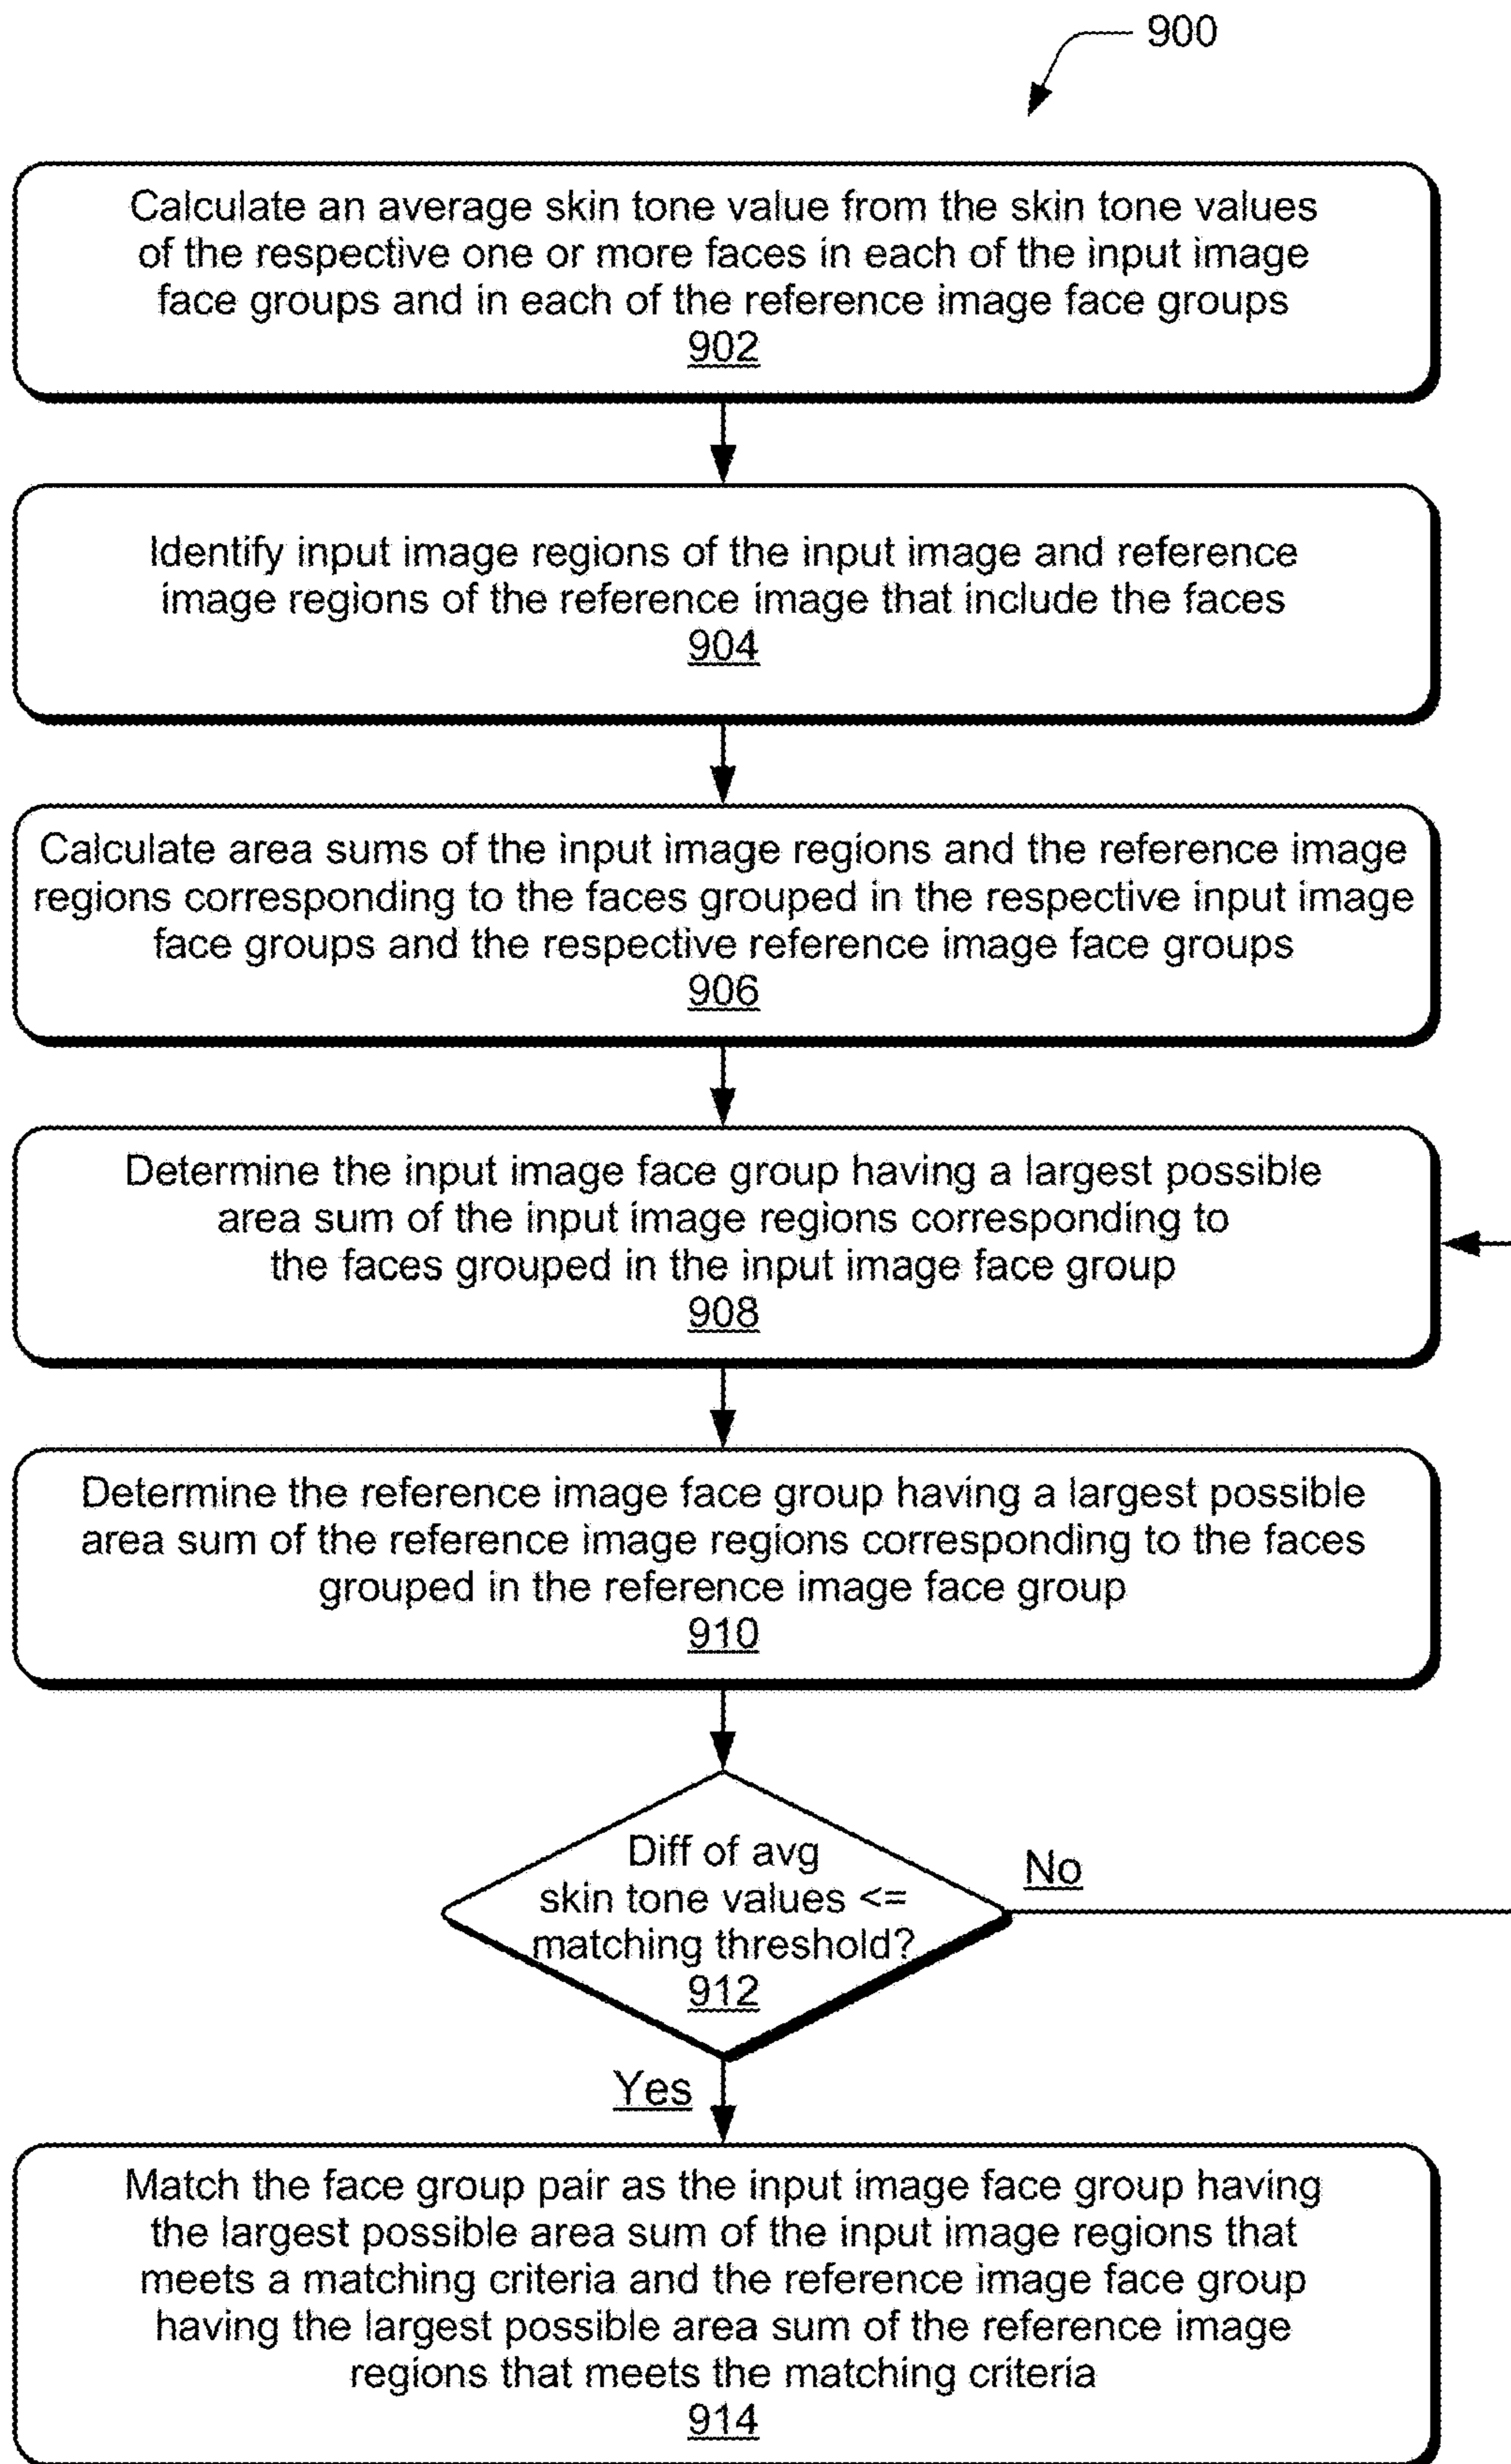 900
Calculate an average skin tone value from the skin tone values
of the respective one or more faces in each of the input image
face groups and in each of the reference image face groups
902
Identify input image regions of the input image and reference
image regions of the reference image that include the faces
904
Calculate area sums of the input image regions and the reference image
regions corresponding to the faces grouped in the respective input image
face groups and the respective reference image face groups
906
Determine the input image face group having a largest possible
area sum of the input image regions corresponding to
the faces grouped in the input image face group
908
Determine the reference image face group having a largest possible
area sum of the reference image regions corresponding to the faces
grouped in the reference image face group
910
Diff of avg
skin tone values <=
matching threshold?
912
No
Yes
Match the face group pair as the input image face group having
the largest possible area sum of the input image regions that
meets a matching criteria and the reference image face group
having the largest possible area sum of the reference image
regions that meets the matching criteria
914